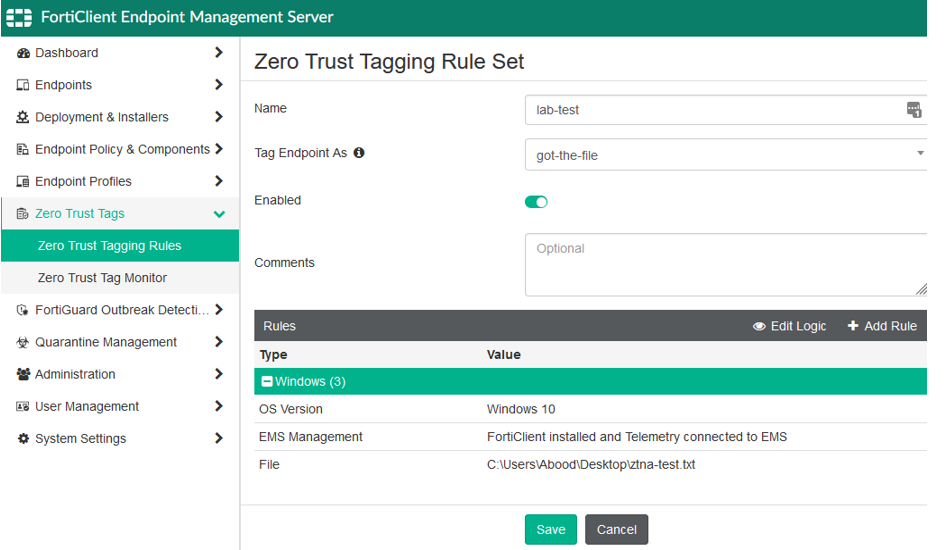 FortiClient Endpoint Management Server
Dashboard
Endpoints
Deployment & Installers
Endpoint Policy & Components
Endpoint Profiles
Zero Trust Tags
Zero Trust Tagging Rules
Zero Trust Tag Monitor
FortiGuard Outbreak Detecti...
Quarantine Management
Administration
User Management
System Settings
Zero Trust Tagging Rule Set
Name
lab-test
1
Tag Endpoint As
got-the-file
Enabled
Comments
Optional
Rules Edit Logic Add Rule
Type Value
Windows (3)
OS Version Windows 10
EMS Management FortiClient installed and Telemetry connected to EMS
File C:\Users\Abood\Desktop\ztna-test.txt
Save Cancel